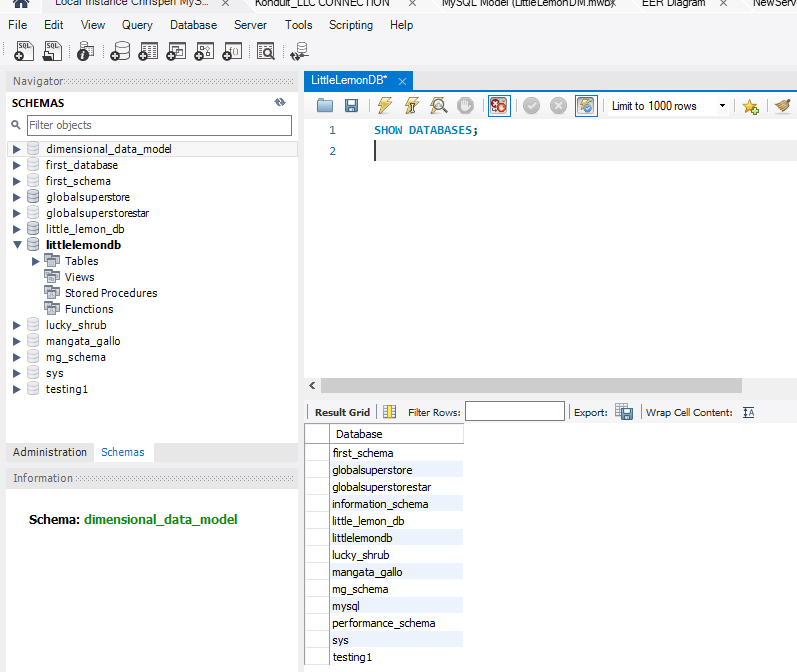 Local instance Chrispen MyS...
Konduit_LLC CONNECTION
MySQL Model (LittleLemonDM.mwb)
EER Diagram
File Edit View Query Database Server Tools Scripting Help
Navigator
SCHEMAS
Filter objects
dimensional_data_model
first_database
first_schema
globalsuperstore
globalsuperstorestar
little_lemon_db
littlelemondb
Tables
Views
Stored Procedures
Functions
lucky_shrub
mangata_gallo
mg_schema
sys
testing1
Administration Schemas
Information
Schema: dimensional_data_model
LittleLemonDB*
Limit to 1000 rows
1 SHOW DATABASES;
2
Result Grid Filter Rows: Export: Wrap Cell Content:
Database
first_schema
globalsuperstore
globalsuperstorestar
information_schema
little_lemon_db
littlelemondb
lucky_shrub
mangata_gallo
mg_schema
mysql
performance_schema
sys
testing1